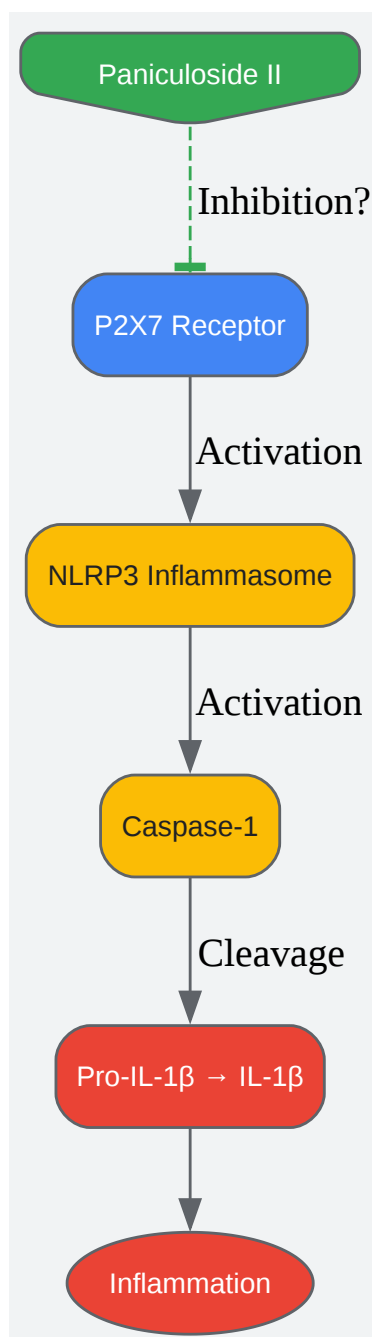 Paniculoside II
Inhibition?
P2X7 Receptor
Activation
NLRP3 Inflammasome
Activation
Caspase-1
Cleavage
Pro-IL-1β → IL-1β
Inflammation